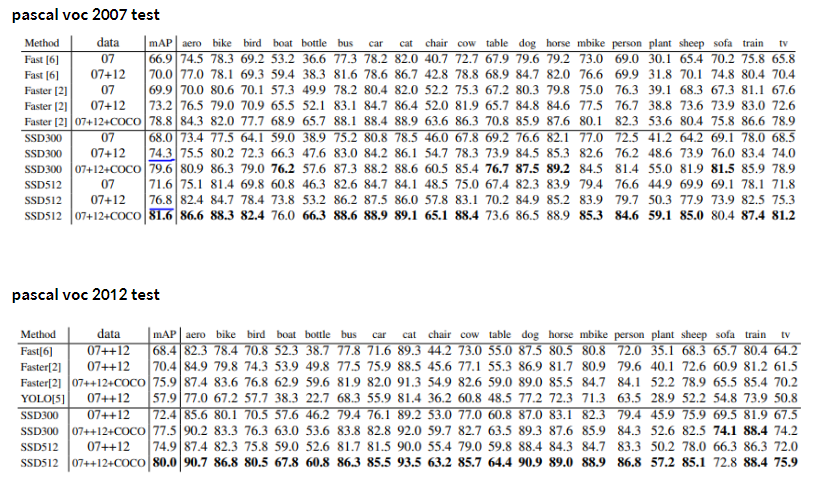 pascal voc 2007 test
Method data mAP aero bike bird boat bottle bus car cat chair cow table dog horse mbike person plant sheep sofa train tv
Fast [6] 07 66.9 74.5 78.3 69.2 53.2 36.6 77.3 78.2 82.0 40.7 72.7 67.9 79.6 79.2 73.0 69.0 30.1 65.4 70.2 75.8 65.8
Fast [6] 07+12 70.0 77.0 78.1 69.3 59.4 38.3 81.6 78.6 86.7 42.8 78.8 68.9 84.7 82.0 76.6 69.9 31.8 70.1 74.8 80.4 70.4
Faster [2] 07 69.9 70.0 80.6 70.1 57.3 49.9 78.2 80.4 82.0 52.2 75.3 67.2 80.3 79.8 75.0 76.3 39.1 68.3 67.3 81.1 67.6
Faster [2] 07+12 73.2 76.5 79.0 70.9 65.5 52.1 83.1 84.7 86.4 52.0 81.9 65.7 84.8 84.6 77.5 76.7 38.8 73.6 73.9 83.0 72.6
Faster [2] 07+12+COCO 78.8 84.3 82.0 77.7 68.9 65.7 88.1 88.4 88.9 63.6 86.3 70.8 85.9 87.6 80.1 82.3 53.6 80.4 75.8 86.6 78.9
SSD300 07 68.0 73.4 77.5 64.1 59.0 38.9 75.2 80.8 78.5 46.0 67.8 69.2 76.6 82.1 77.0 72.5 41.2 64.2 69.1 78.0 68.5
SSD300 07+12 74.3 75.5 80.2 72.3 66.3 47.6 83.0 84.2 86.1 54.7 78.3 73.9 84.5 85.3 82.6 76.2 48.6 73.9 76.0 83.4 74.0
SSD300 07+12+COCO 79.6 80.9 86.3 79.0 76.2 57.6 87.3 88.2 88.6 60.5 85.4 76.7 87.5 89.2 84.5 81.4 55.0 81.9 81.5 85.9 78.9
SSD512 07 71.6 75.1 81.4 69.8 60.8 46.3 82.6 84.7 84.1 48.5 75.0 67.4 82.3 83.9 79.4 76.6 44.9 69.9 69.1 78.1 71.8
SSD512 07+12 76.8 82.4 84.7 78.4 73.8 53.2 86.2 87.5 86.0 57.8 83.1 70.2 84.9 85.2 83.9 79.7 50.3 77.9 73.9 82.5 75.3
SSD512 07+12+COCO 81.6 86.6 88.3 82.4 76.0 66.3 88.6 88.9 89.1 65.1 88.4 73.6 86.5 88.9 85.3 84.6 59.1 85.0 80.4 87.4 81.2
pascal voc 2012 test
Method data mAP aero bike bird boat bottle bus car cat chair cow table dog horse mbike person plant sheep sofa train tv
Fast[6] 07++12 68.4 82.3 78.4 70.8 52.3 38.7 77.8 71.6 89.3 44.2 73.0 55.0 87.5 80.5 80.8 72.0 35.1 68.3 65.7 80.4 64.2
Faster[2] 07++12 70.4 84.9 79.8 74.3 53.9 49.8 77.5 75.9 88.5 45.6 77.1 55.3 86.9 81.7 80.9 79.6 40.1 72.6 60.9 81.2 61.5
Faster[2] 07++12+COCO 75.9 87.4 83.6 76.8 62.9 59.6 81.9 82.0 91.3 54.9 82.6 59.0 89.0 85.5 84.7 84.1 52.2 78.9 65.5 85.4 70.2
YOLO[5] 07++12 57.9 77.0 67.2 57.7 38.3 22.7 68.3 55.9 81.4 36.2 60.8 48.5 77.2 72.3 71.3 63.5 28.9 52.2 54.8 73.9 50.8
SSD300 07++12 72.4 85.6 80.1 70.5 57.6 46.2 79.4 76.1 89.2 53.0 77.0 60.8 87.0 83.1 82.3 79.4 45.9 75.9 69.5 81.9 67.5
SSD300 07++12+COCO 77.5 90.2 83.3 76.3 63.0 53.6 83.8 82.8 92.0 59.7 82.7 63.5 89.3 87.6 85.9 84.3 52.6 82.5 74.1 88.4 74.2
SSD512 07++12 74.9 87.4 82.3 75.8 59.0 52.6 81.7 81.5 90.0 55.4 79.0 59.8 88.4 84.3 84.7 83.3 50.2 78.0 66.3 86.3 72.0
SSD512 07++12+COCO 80.0 90.7 86.8 80.5 67.8 60.8 86.3 85.5 93.5 63.2 85.7 64.4 90.9 89.0 88.9 86.8 57.2 85.1 72.8 88.4 75.9